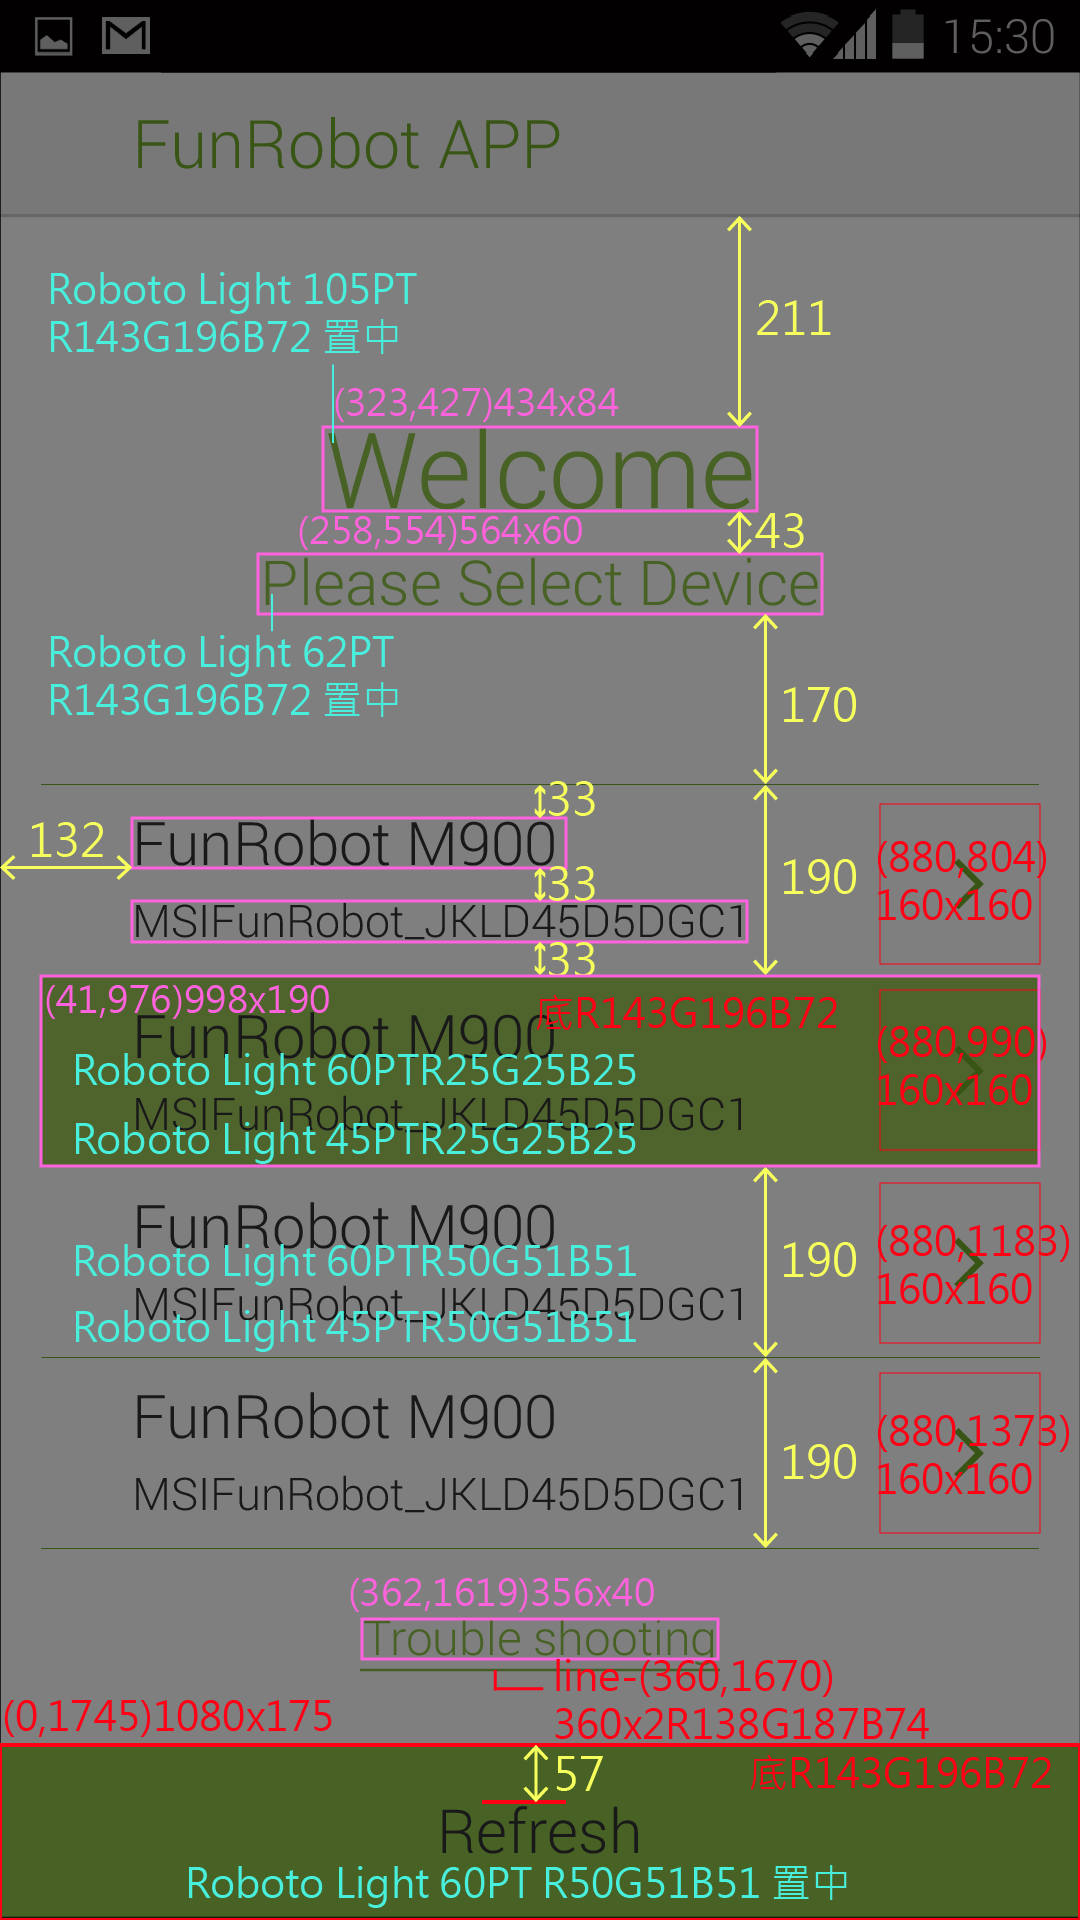 15:30
FunRobot APP
Roboto Light 105PT
R143G196B72 置中
211
(323,427)434x84
Welcome
(258,554)564x60
43
Please Select Device
Roboto Light 62PT
R143G196B72 置中
170
33
132
FunRobot M900
(880,804)
33
190
160x160
MSIFunRobot_JKLD45D5DGC1
33
(41,976)998x190
底R143G196B72
FunRobot M900
(880,990)
Roboto Light 60PTR25G25B25
160x160
MSIFunRobot_JKLD45D5DGC1
Roboto Light 45PTR25G25B25
FunRobot M900
(880,1183)
Roboto Light 60PTR50G51B51
190
160x160
MSIFunRobot_JKLD45D5DGC1
Roboto Light 45PTR50G51B51
FunRobot M900
(880,1373)
190
160x160
MSIFunRobot_JKLD45D5DGC1
(362,1619)356x40
Trouble shooting
line-(360,1670)
360x2R138G187B74
(0,1745)1080x175
57
底R143G196B72
Refresh
Roboto Light 60PT R50G51B51 置中